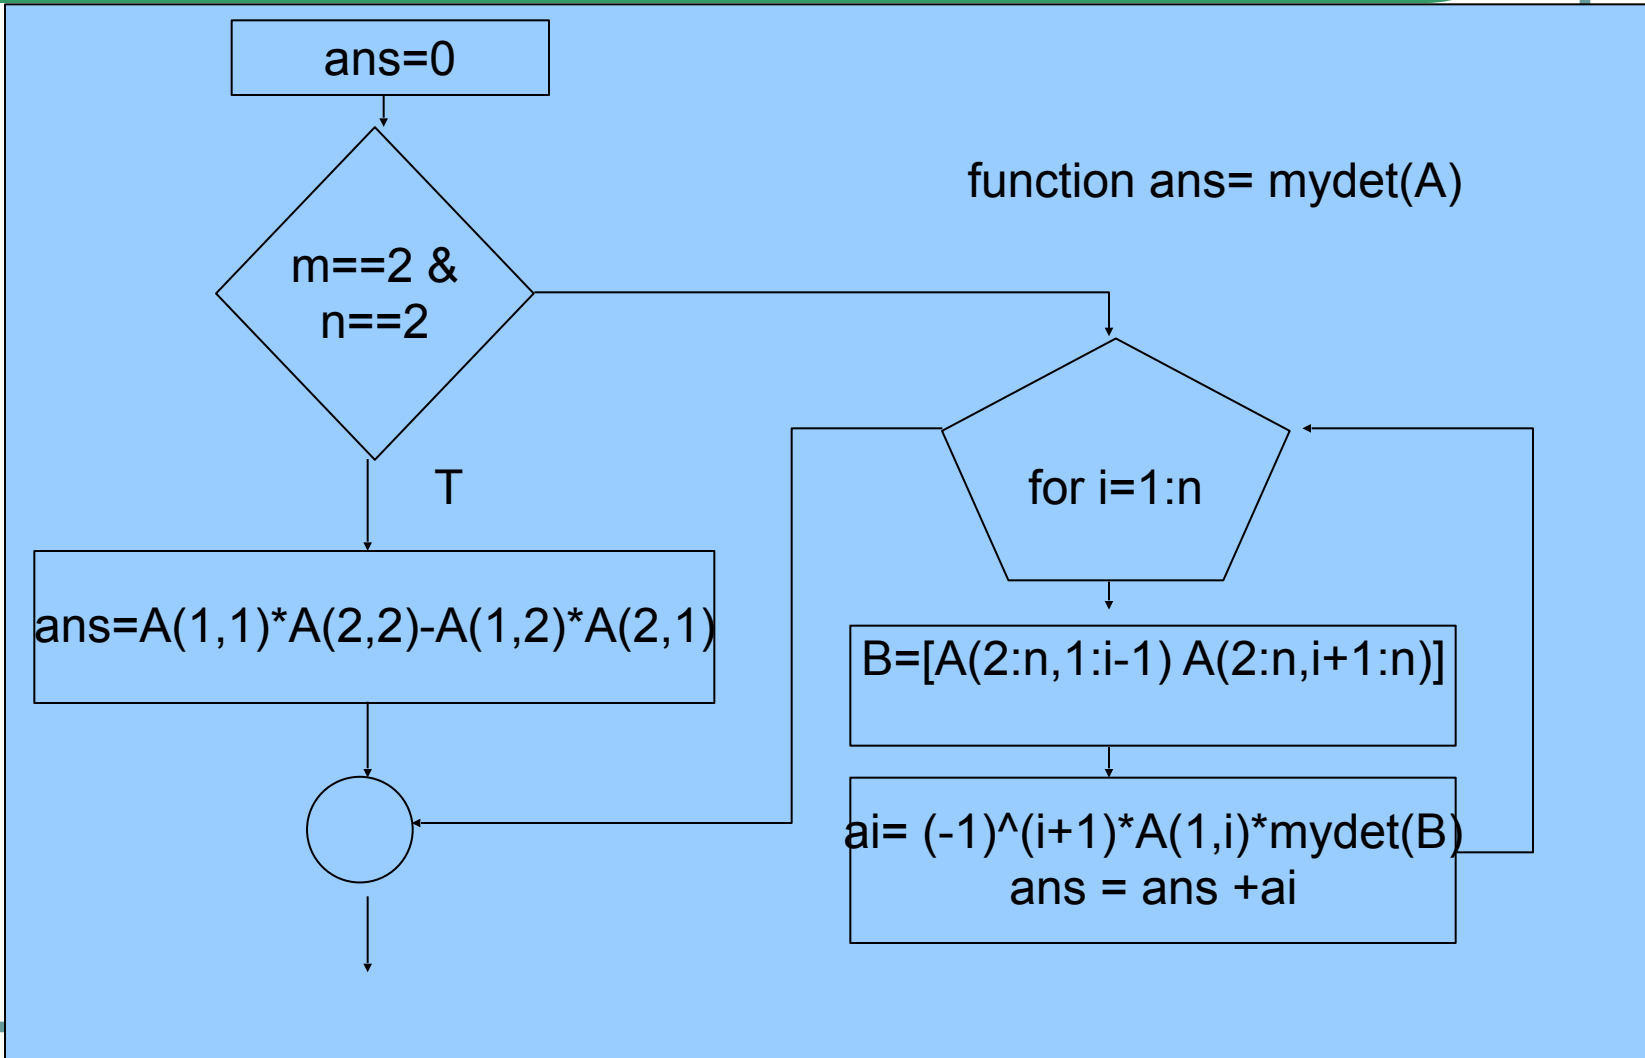 ans=0
function ans= mydet(A)
m==2 &
n==2
T
for i=1:n
ans=A(1,1)*A(2,2)-A(1,2)*A(2,1)
B=[A(2:n,1:i-1) A(2:n,i+1:n)]
ai= (-1)^(i+1)*A(1,i)*mydet(B)
ans = ans +ai